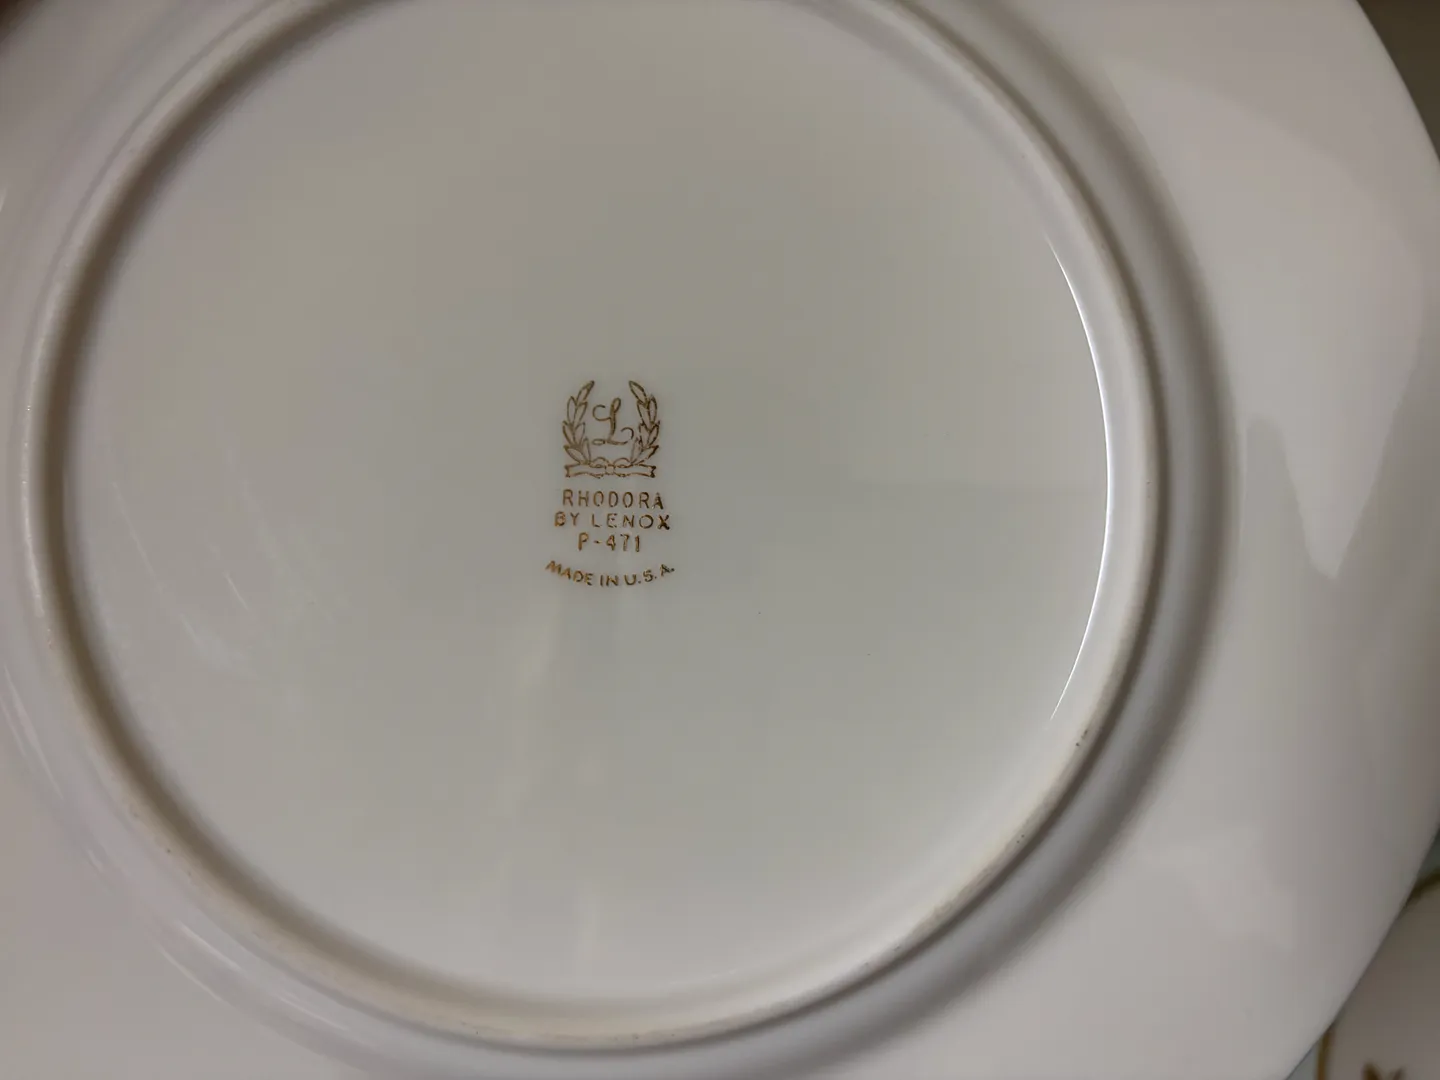 L
RHODORA
BY LENOX
P-471
MADE IN U.S.A.